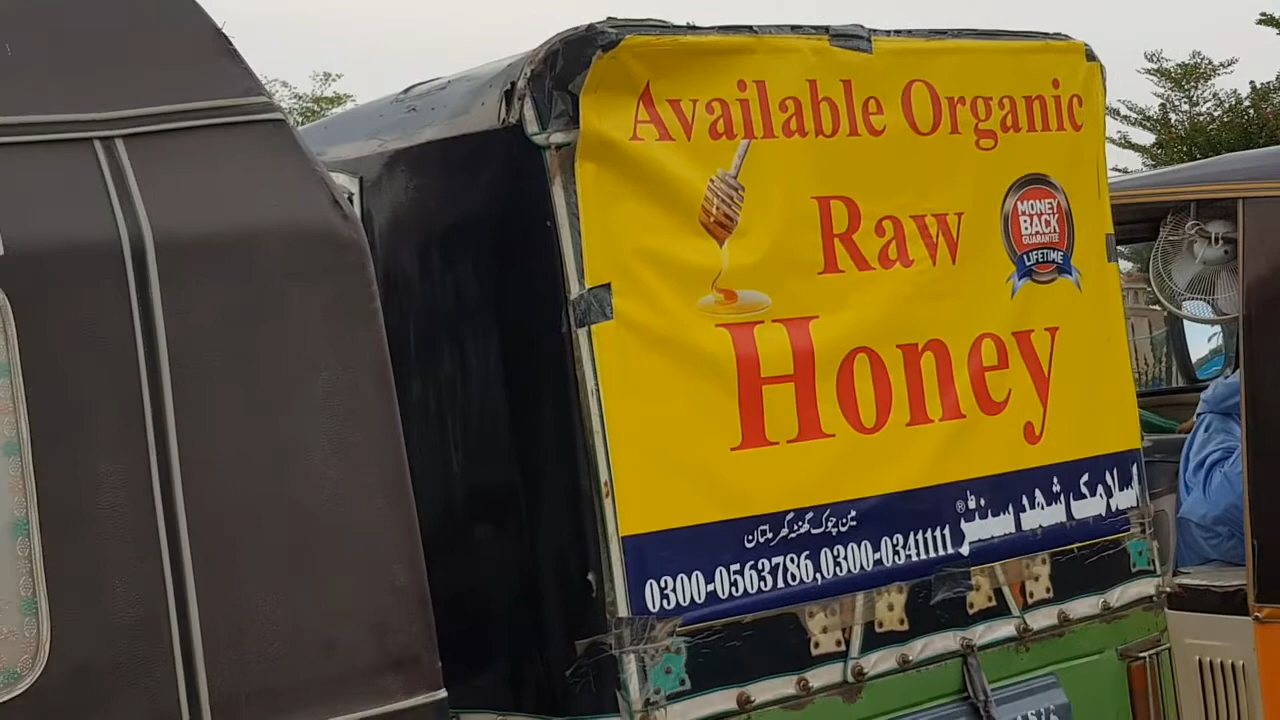 Available Organic
Raw
MONEY
BACK
GUARANTEE
LIFETIME
Honey
اسلامک شھد سنٹر®
مین چوک گھنٹہ گھر ملتان
0300-0563786,0300-0341111